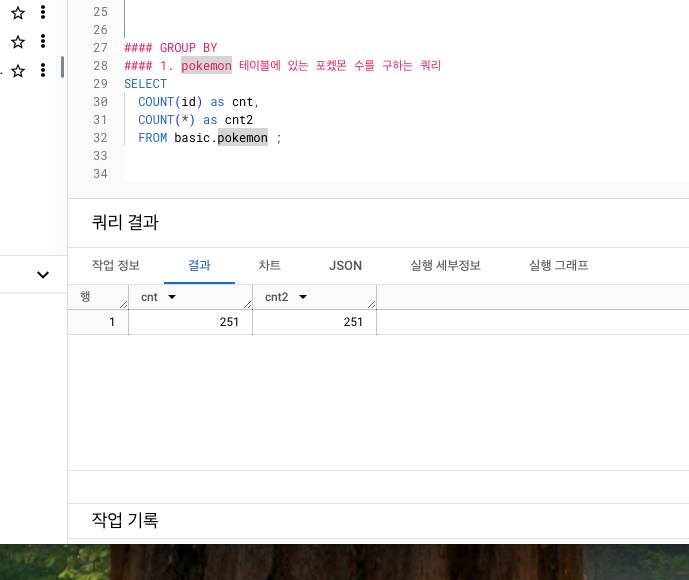 25
26
27 #### GROUP BY
28 #### 1. pokemon 테이블에 있는 포켓몬 수를 구하는 쿼리
29 SELECT
30 COUNT(id) as cnt,
31 COUNT(*) as cnt2
32 FROM basic.pokemon ;
33
34
쿼리 결과
작업 정보 결과 차트 JSON 실행 세부정보 실행 그래프
행 cnt cnt2
1 251 251
작업 기록